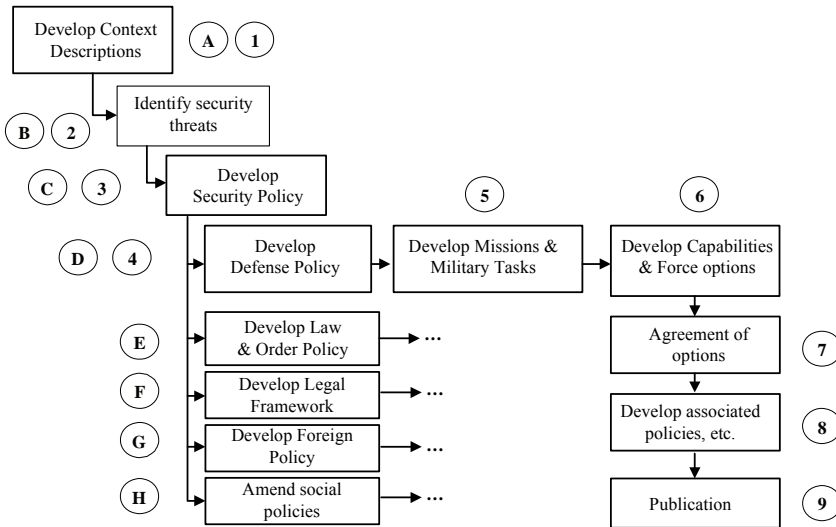 Develop Context
Descriptions
A
1
Identify security
threats
B
2
Develop
Security Policy
C
3
5
6
D
4
Develop
Defense Policy
Develop Missions &
Military Tasks
Develop Capabilities
& Force options
E
Develop Law
& Order Policy
...
Agreement of
options
7
F
Develop Legal
Framework
...
Develop associated
policies, etc.
8
G
Develop Foreign
Policy
...
H
Amend social
policies
...
Publication
9